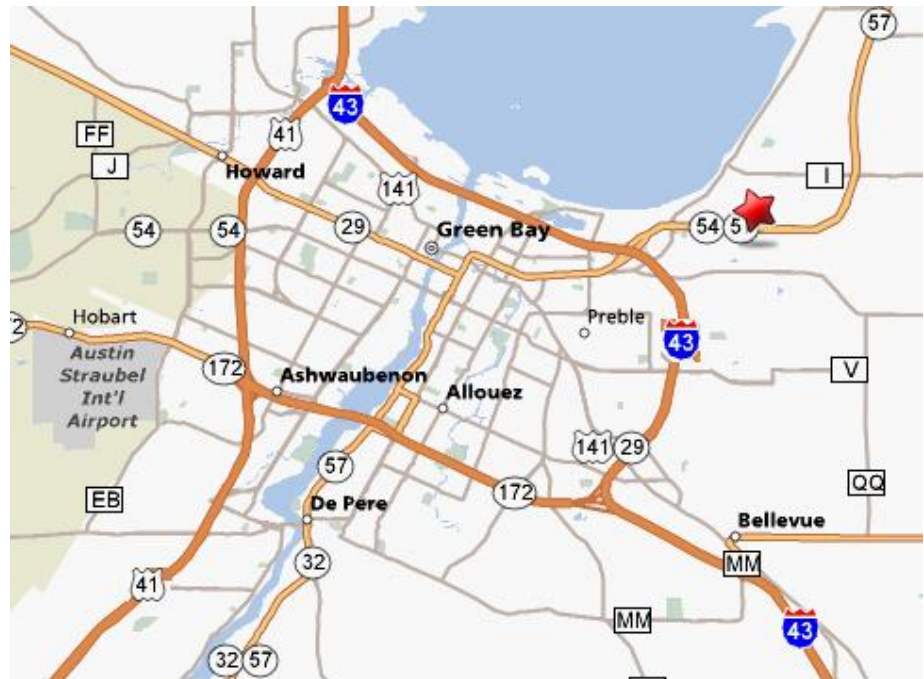 57
43
41
FF
J
Howard
141
I
54
54
29
Green Bay
54
Hobart
Preble
43
Austin
Straubel
Int'l
Airport
172
Ashwaubenon
V
Allouez
141
29
57
172
QQ
EB
De Pere
Bellevue
32
MM
41
MM
43
32
57